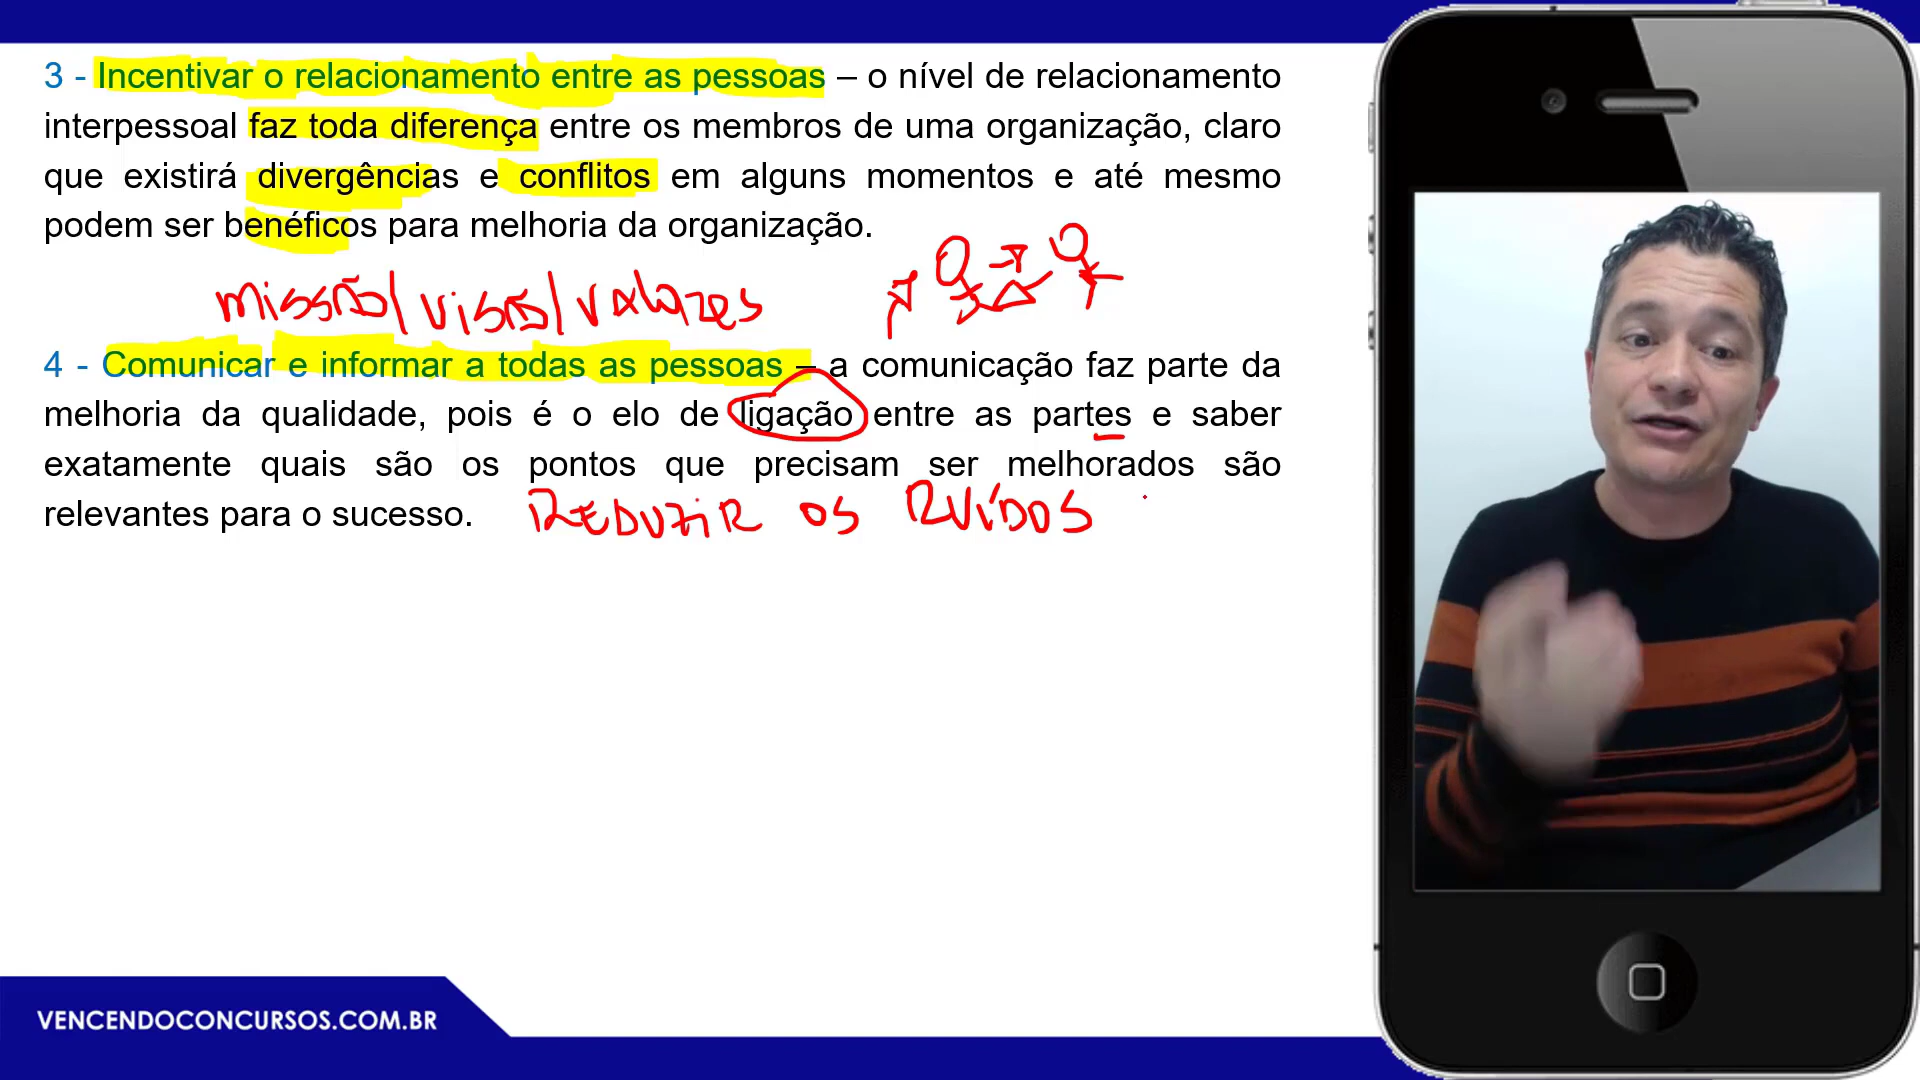 3 - Incentivar o relacionamento entre as pessoas – o nível de relacionamento
interpessoal faz toda diferença entre os membros de uma organização, claro
que existirá divergências e conflitos em alguns momentos e até mesmo
podem ser benéficos para melhoria da organização.
missão/visão/valores
4 - Comunicar e informar a todas as pessoas – a comunicação faz parte da
melhoria da qualidade, pois é o elo de ligação entre as partes e saber
exatamente quais são os pontos que precisam ser melhorados são
relevantes para o sucesso.
REDUZIR OS RUÍDOS
VENCENDOCONCURSOS.COM.BR